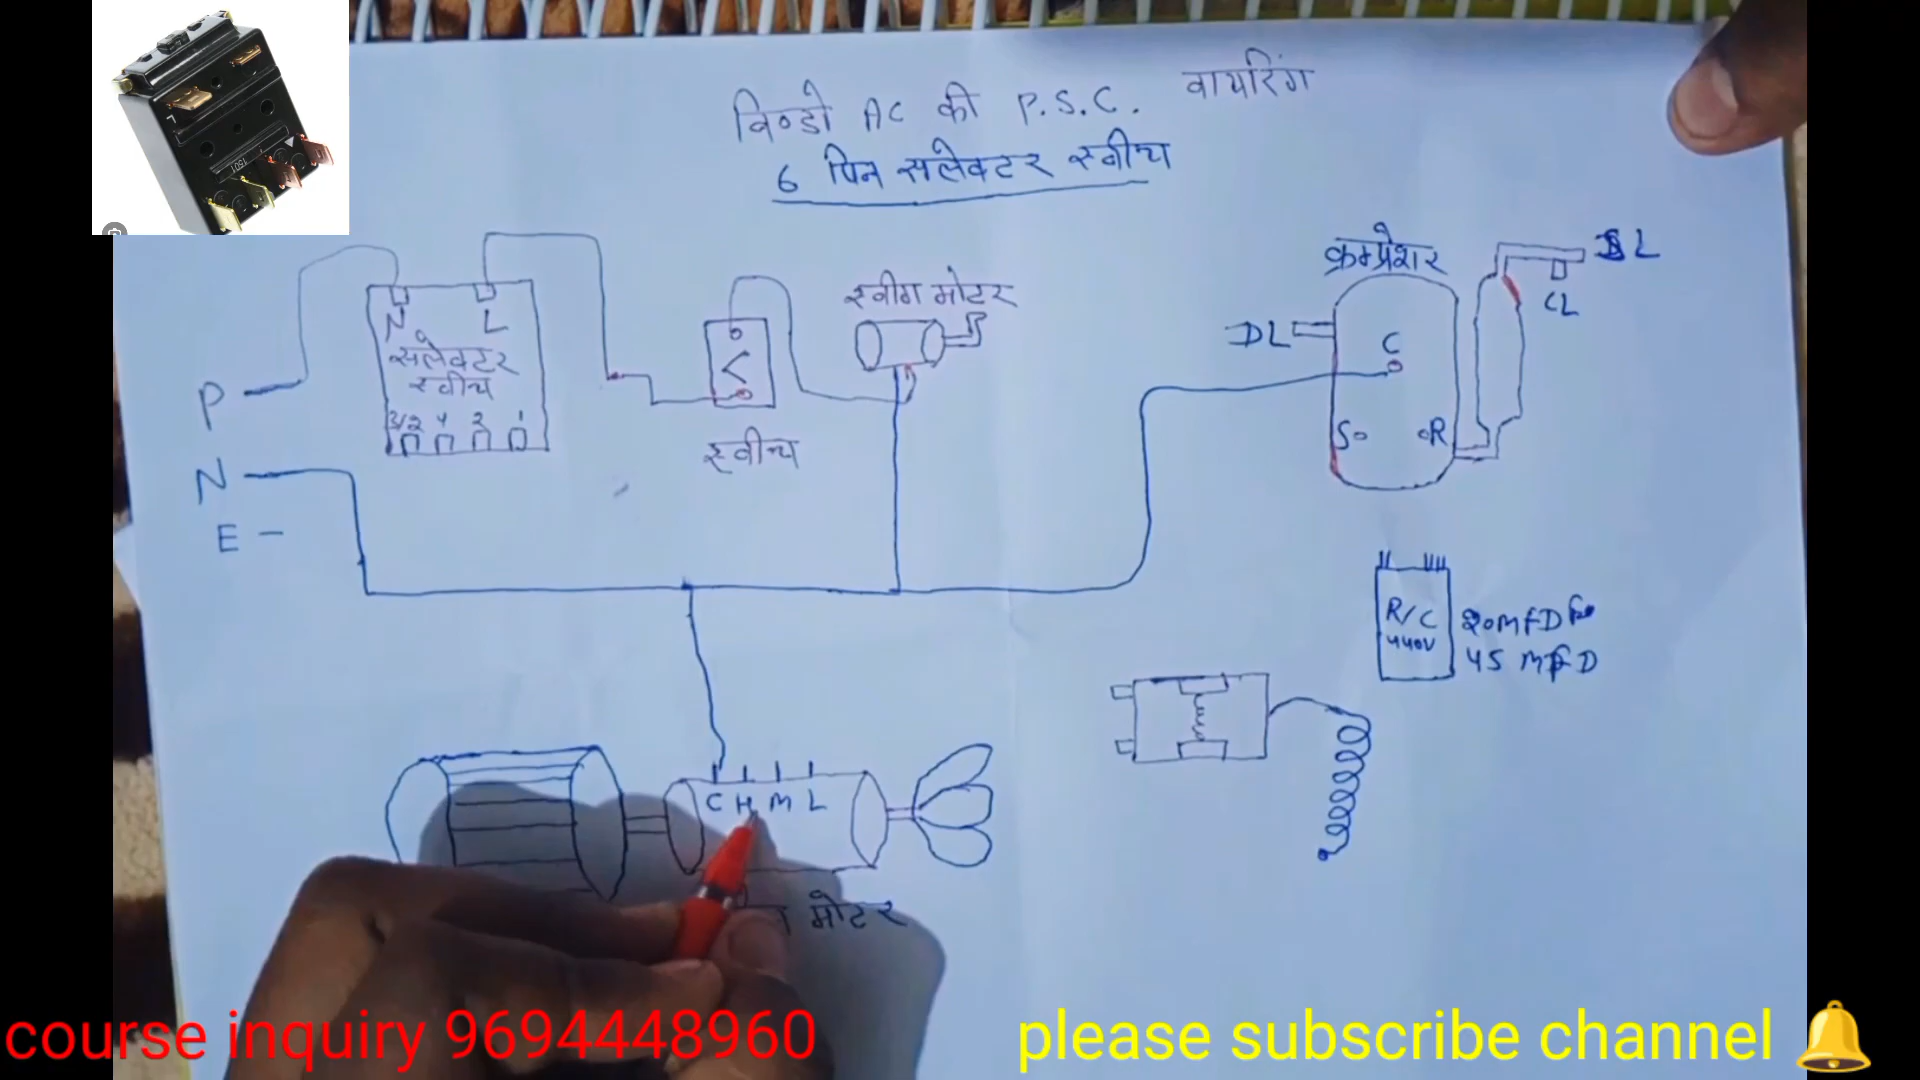 विण्डो AC की P.S.C. वायरिंग
6 पिन सलेक्टर स्वीच
N L
सलेक्टर
स्वीच
3/2 4 2 1
P
N
E -
स्वीच
स्वीग मोटर
कम्प्रेशर
DL
C
S R
L
CL
R/C
440V
20MFD
45 MFD
C H M L
मोटर
course inquiry 9694448960
please subscribe channel 🔔